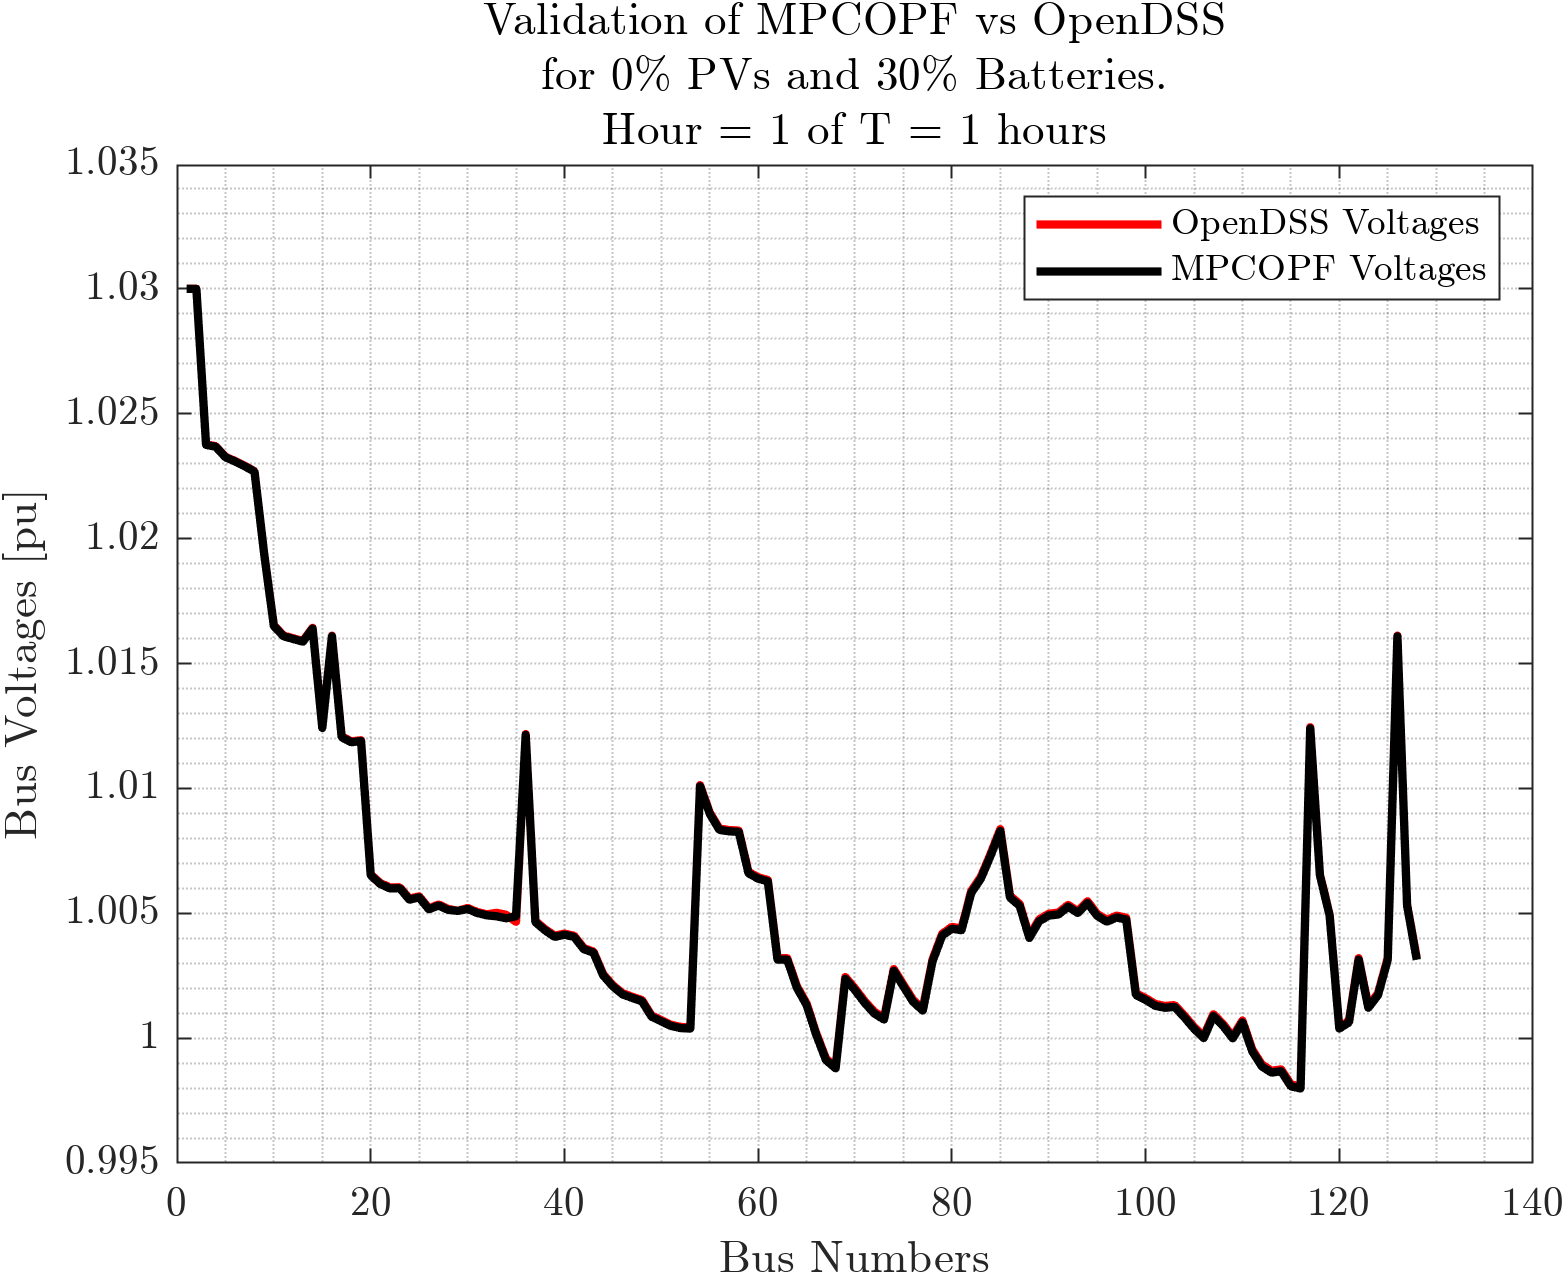 Validation of MPCOPF vs OpenDSS
for 0% PVs and 30% Batteries.
Hour = 1 of T = 1 hours
OpenDSS Voltages
MPCOPF Voltages
Bus Voltages [pu]
1.035
1.03
1.025
1.02
1.015
1.01
1.005
1
0.995
0 20 40 60 80 100 120 140
Bus Numbers